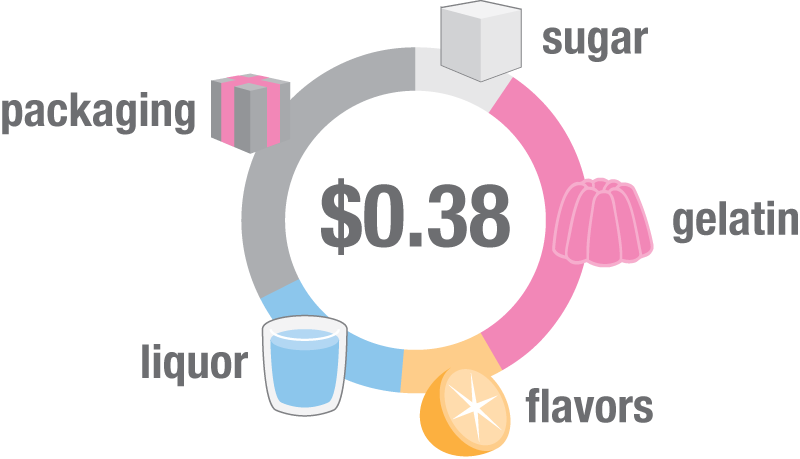 sugar
packaging
$0.38
gelatin
liquor
flavors